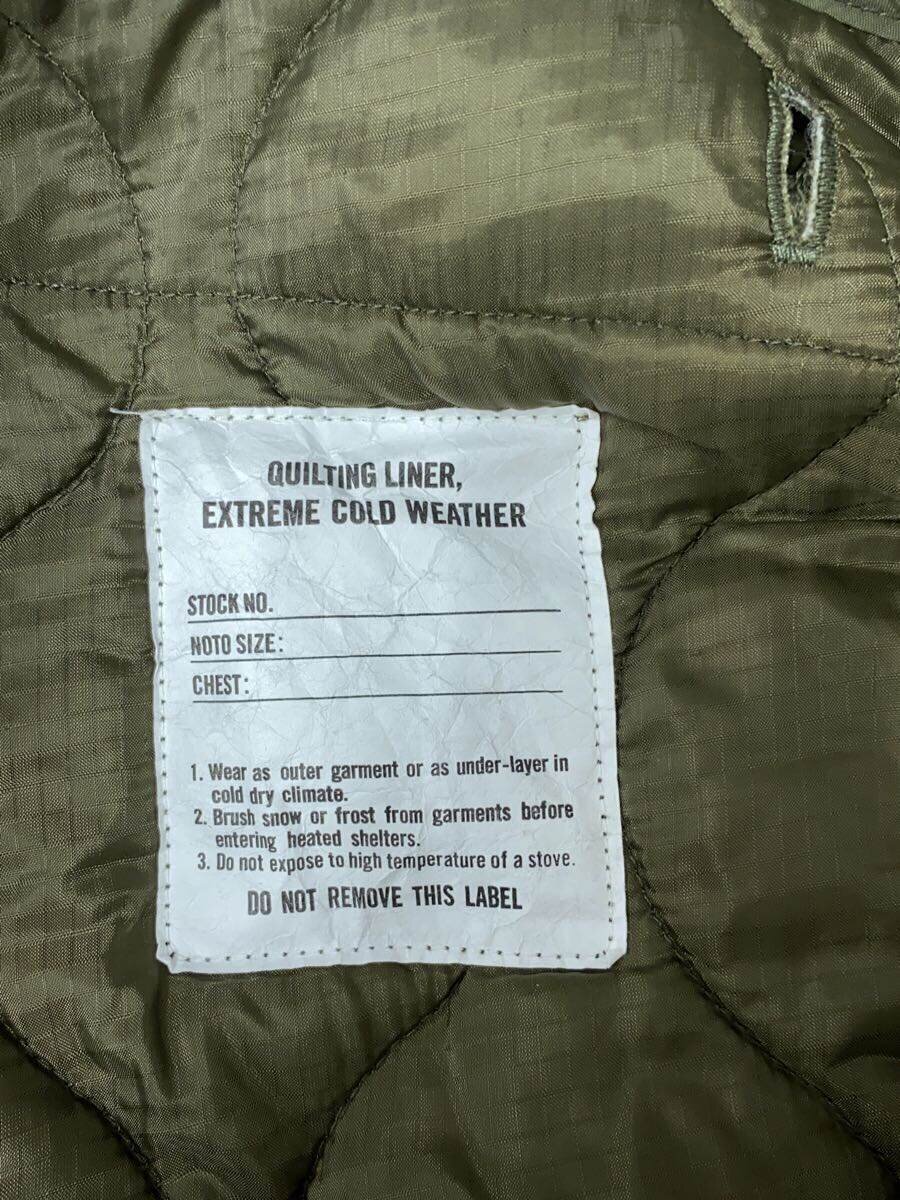 QUILTING LINER,
EXTREME COLD WEATHER
STOCK NO.
NOTO SIZE:
CHEST:
1. Wear as outer garment or as under-layer in
cold dry climate.
2. Brush snow or frost from garments before
entering heated shelters.
3. Do not expose to high temperature of a stove.
DO NOT REMOVE THIS LABEL